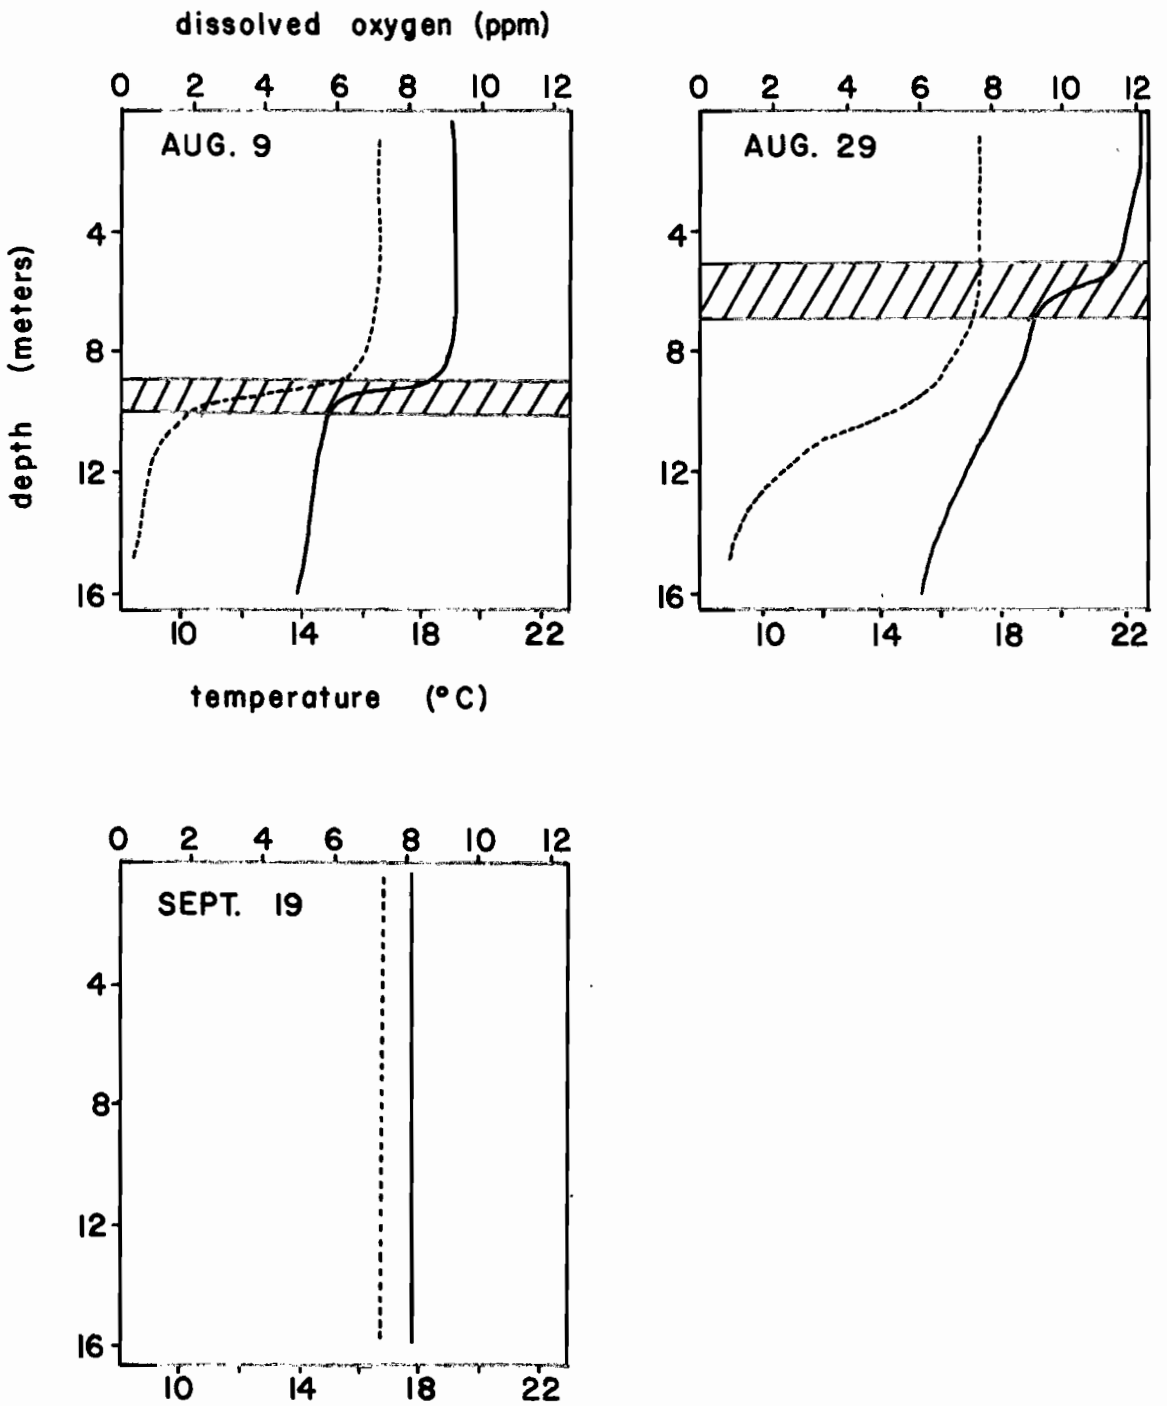 dissolved oxygen (ppm)
0 2 4 6 8 10 12
0 2 4 6 8 10 12
AUG. 9
AUG. 29
4
8
12
16
4
8
12
16
depth (meters)
10 14 18 22
10 14 18 22
temperature (°C)
0 2 4 6 8 10 12
SEPT. 19
4
8
12
16
10 14 18 22